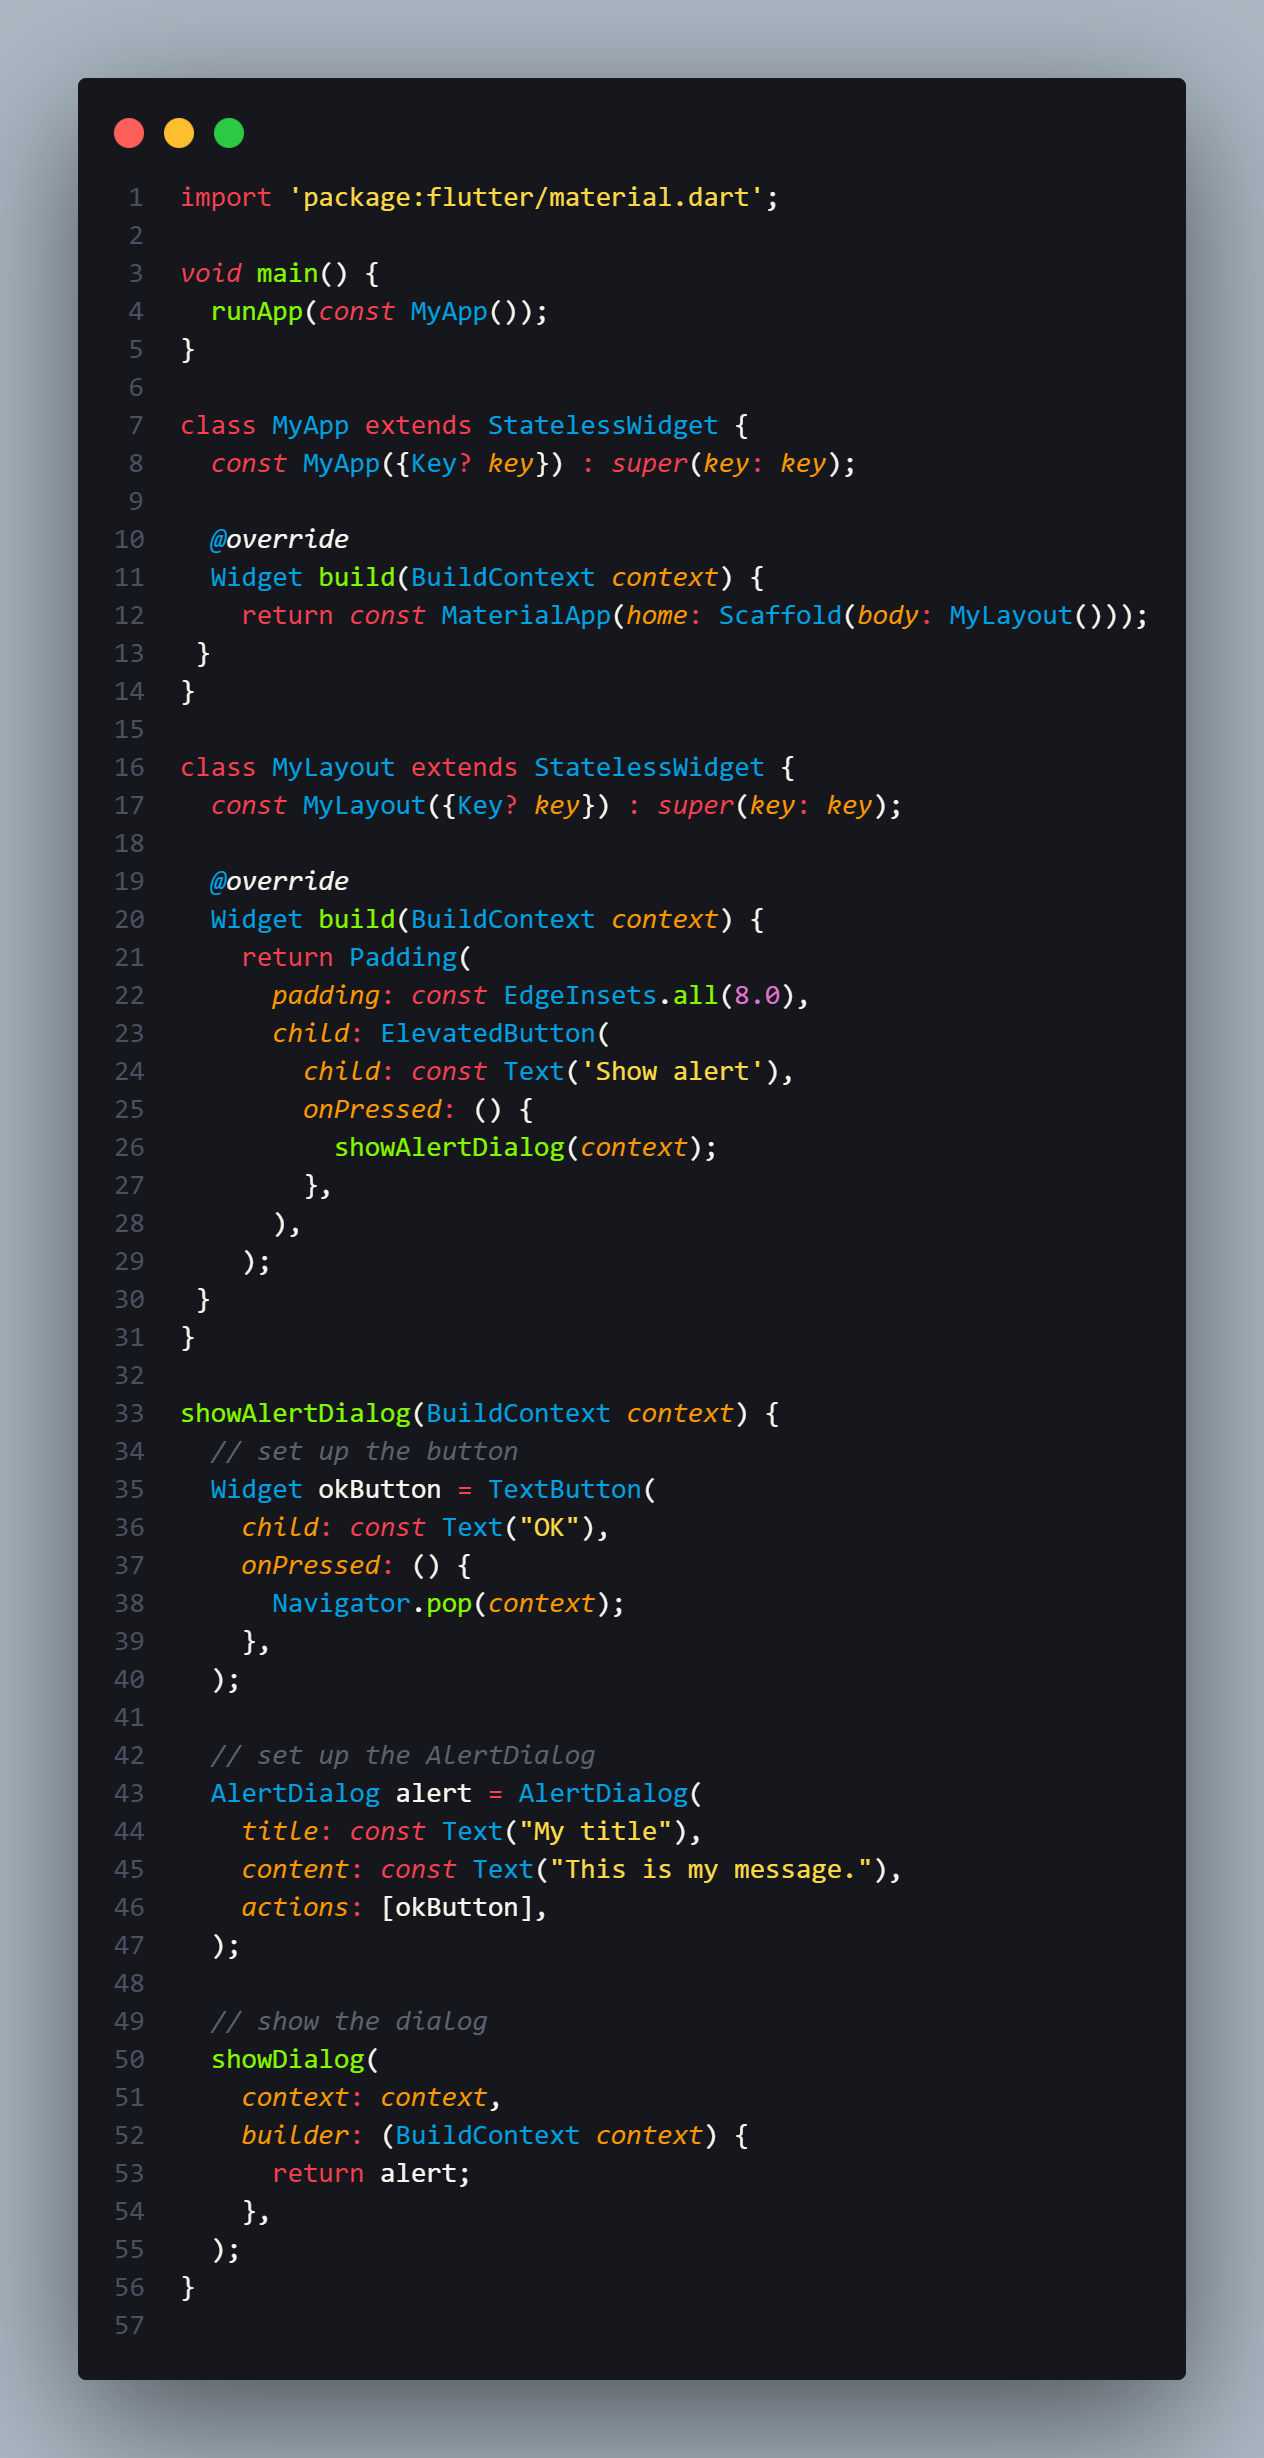 1 import 'package:flutter/material.dart';
2
3 void main() {
4   runApp(const MyApp());
5 }
6
7 class MyApp extends StatelessWidget {
8   const MyApp({Key? key}) : super(key: key);
9
10   @override
11   Widget build(BuildContext context) {
12     return const MaterialApp(home: Scaffold(body: MyLayout()));
13  }
14 }
15
16 class MyLayout extends StatelessWidget {
17   const MyLayout({Key? key}) : super(key: key);
18
19   @override
20   Widget build(BuildContext context) {
21     return Padding(
22       padding: const EdgeInsets.all(8.0),
23       child: ElevatedButton(
24         child: const Text('Show alert'),
25         onPressed: () {
26           showAlertDialog(context);
27         },
28       ),
29     );
30  }
31 }
32
33 showAlertDialog(BuildContext context) {
34   // set up the button
35   Widget okButton = TextButton(
36     child: const Text("OK"),
37     onPressed: () {
38       Navigator.pop(context);
39     },
40   );
41
42   // set up the AlertDialog
43   AlertDialog alert = AlertDialog(
44     title: const Text("My title"),
45     content: const Text("This is my message."),
46     actions: [okButton],
47   );
48
49   // show the dialog
50   showDialog(
51     context: context,
52     builder: (BuildContext context) {
53       return alert;
54     },
55   );
56 }
57